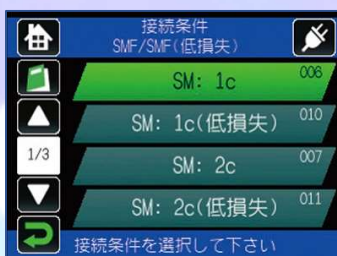 接続条件
SMF/SMF(低損失)
SM: 1c 006
SM: 1c(低損失) 010
1/3
SM: 2c 007
SM: 2c(低損失) 011
接続条件を選択して下さい